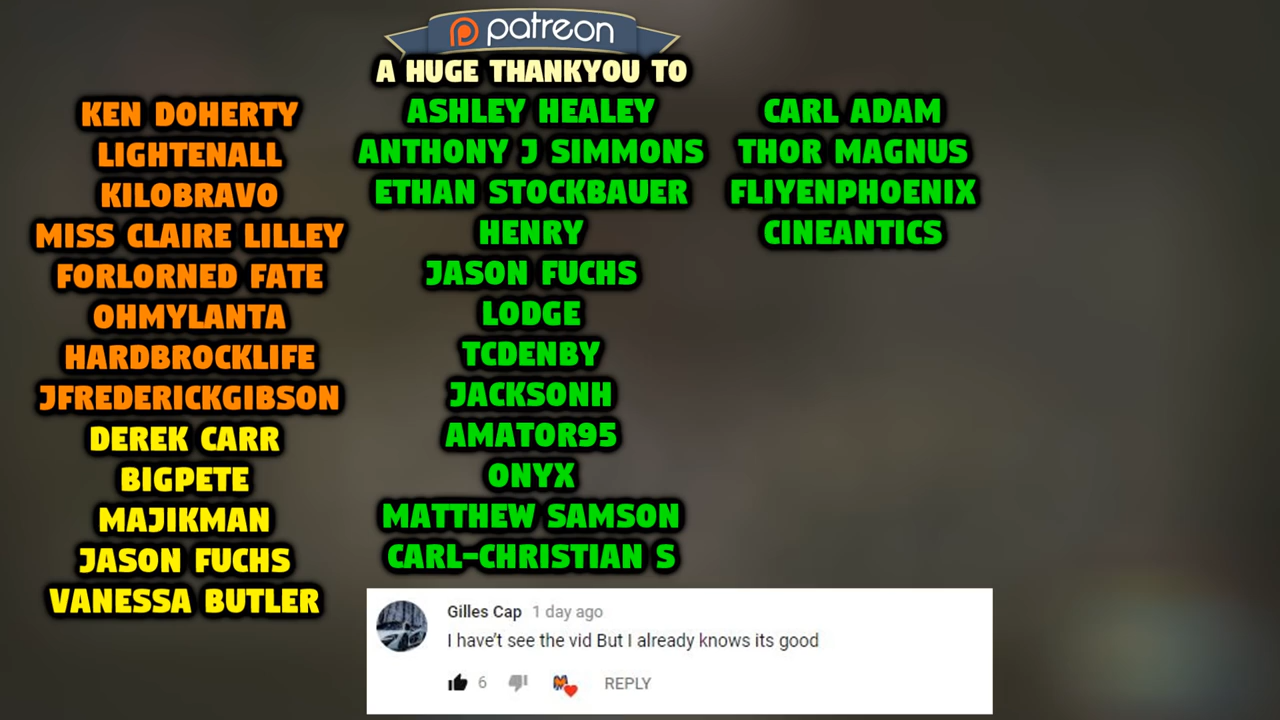 patreon
A HUGE THANKYOU TO
KEN DOHERTY
LIGHTENALL
KILOBRAVO
MISS CLAIRE LILLEY
FORLORNED FATE
OHMYLANTA
HARDBROCKLIFE
JFREDERICKGIBSON
DEREK CARR
BIGPETE
MAJIKMAN
JASON FUCHS
VANESSA BUTLER
ASHLEY HEALEY
ANTHONY J SIMMONS
ETHAN STOCKBAUER
HENRY
JASON FUCHS
LODGE
TCDENBY
JACKSONH
AMATOR95
ONYX
MATTHEW SAMSON
CARL-CHRISTIAN S
CARL ADAM
THOR MAGNUS
FLIYENPHOENIX
CINEANTICS
Gilles Cap 1 day ago
I have't see the vid But I already knows its good
6 REPLY